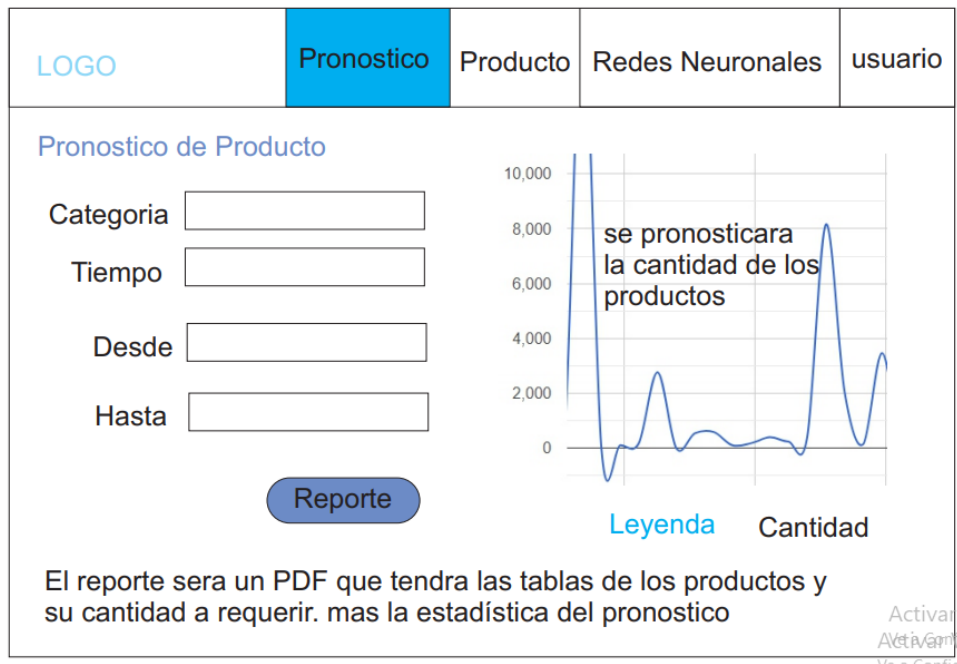 LOGO
Pronostico
Producto
Redes Neuronales
usuario
Pronostico de Producto
Categoria
Tiempo
Desde
Hasta
Reporte
10,000
8,000
6,000
4,000
2,000
0
se pronosticara
la cantidad de los
productos
Leyenda
Cantidad
El reporte sera un PDF que tendra las tablas de los productos y
su cantidad a requerir. mas la estadística del pronostico
Activar